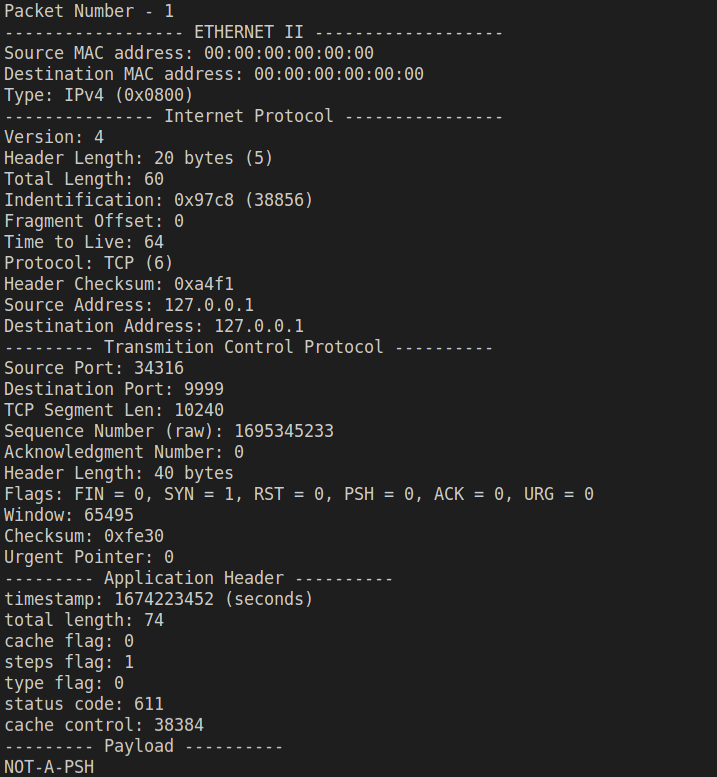 Packet Number - 1
------------------ ETHERNET II -------------------
Source MAC address: 00:00:00:00:00:00
Destination MAC address: 00:00:00:00:00:00
Type: IPv4 (0x0800)
--------------- Internet Protocol ----------------
Version: 4
Header Length: 20 bytes (5)
Total Length: 60
Indentification: 0x97c8 (38856)
Fragment Offset: 0
Time to Live: 64
Protocol: TCP (6)
Header Checksum: 0xa4f1
Source Address: 127.0.0.1
Destination Address: 127.0.0.1
--------- Transmition Control Protocol ----------
Source Port: 34316
Destination Port: 9999
TCP Segment Len: 10240
Sequence Number (raw): 1695345233
Acknowledgment Number: 0
Header Length: 40 bytes
Flags: FIN = 0, SYN = 1, RST = 0, PSH = 0, ACK = 0, URG = 0
Window: 65495
Checksum: 0xfe30
Urgent Pointer: 0
--------- Application Header ----------
timestamp: 1674223452 (seconds)
total length: 74
cache flag: 0
steps flag: 1
type flag: 0
status code: 611
cache control: 38384
--------- Payload ----------
NOT-A-PSH